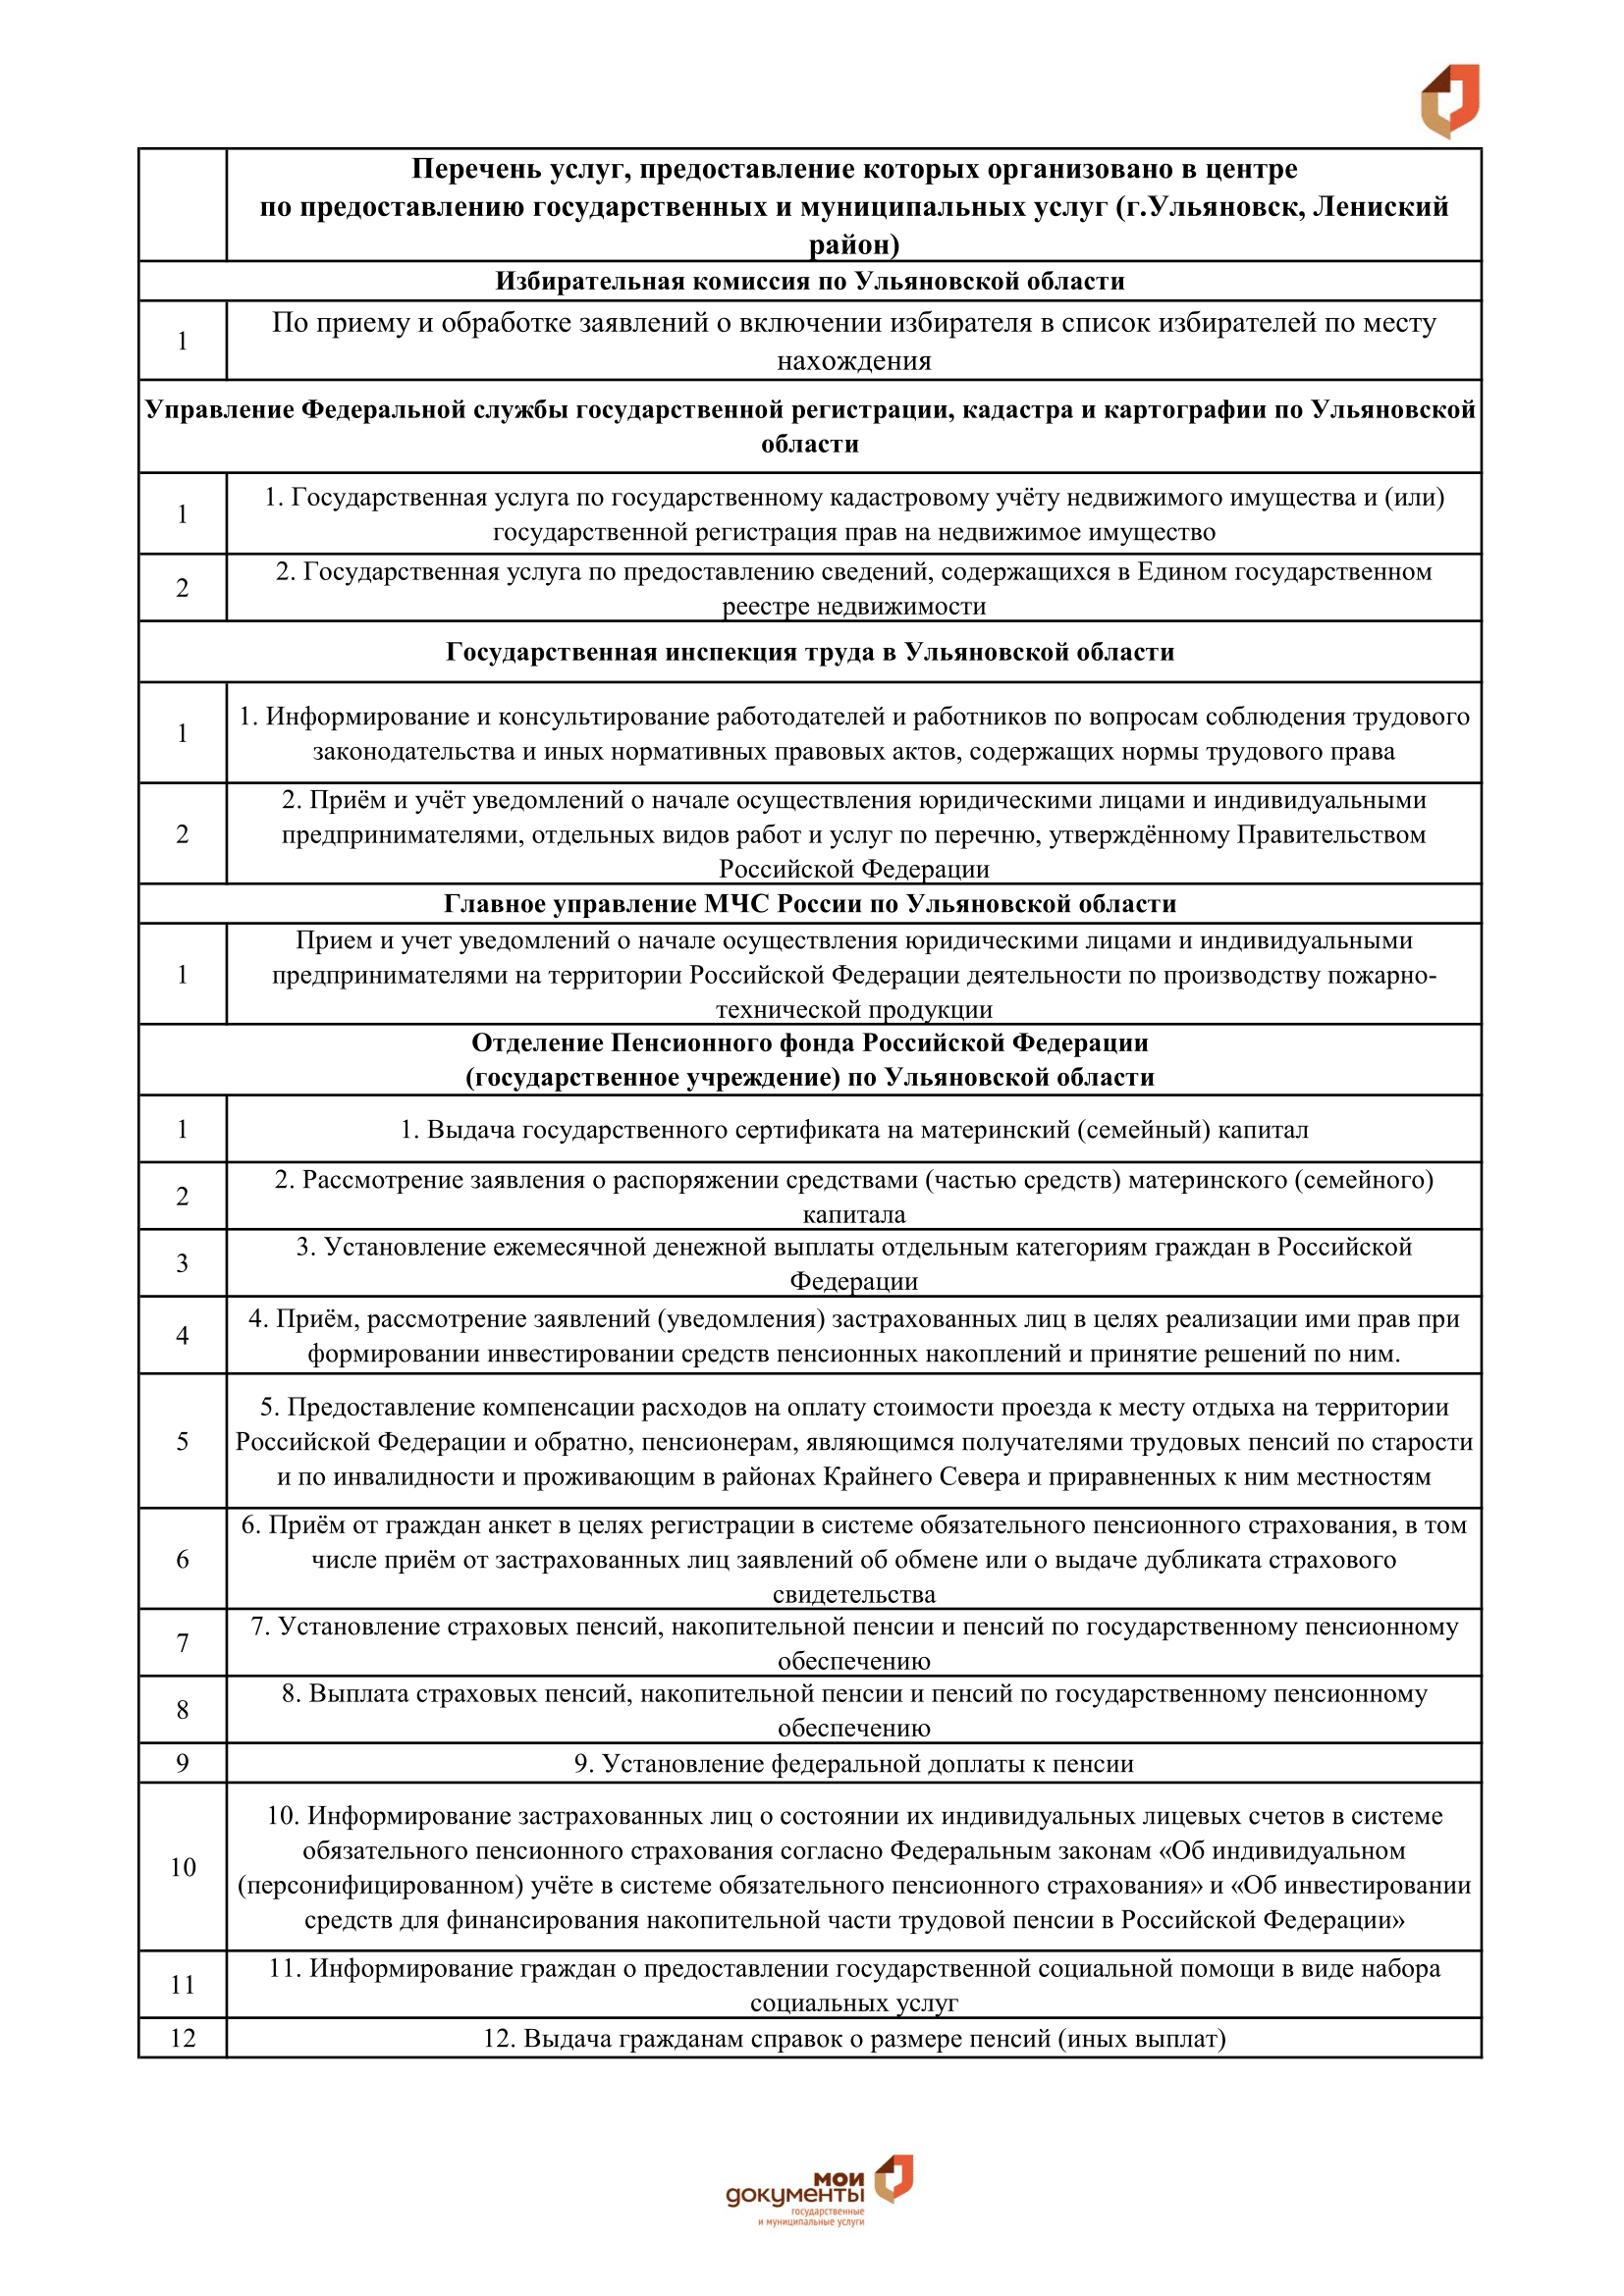 Перечень услуг, предоставление которых организовано в центре
по предоставлению государственных и муниципальных услуг (г.Ульяновск, Лениский
район)
Избирательная комиссия по Ульяновской области
1
По приему и обработке заявлений о включении избирателя в список избирателей по месту
нахождения
Управление Федеральной службы государственной регистрации, кадастра и картографии по Ульяновской
области
1
1. Государственная услуга по государственному кадастровому учёту недвижимого имущества и (или)
государственной регистрация прав на недвижимое имущество
2
2. Государственная услуга по предоставлению сведений, содержащихся в Едином государственном
реестре недвижимости
Государственная инспекция труда в Ульяновской области
1
1. Информирование и консультирование работодателей и работников по вопросам соблюдения трудового
законодательства и иных нормативных правовых актов, содержащих нормы трудового права
2
2. Приём и учёт уведомлений о начале осуществления юридическими лицами и индивидуальными
предпринимателями, отдельных видов работ и услуг по перечню, утверждённому Правительством
Российской Федерации
Главное управление МЧС России по Ульяновской области
1
Прием и учет уведомлений о начале осуществления юридическими лицами и индивидуальными
предпринимателями на территории Российской Федерации деятельности по производству пожарно-
технической продукции
Отделение Пенсионного фонда Российской Федерации
(государственное учреждение) по Ульяновской области
1
1. Выдача государственного сертификата на материнский (семейный) капитал
2
2. Рассмотрение заявления о распоряжении средствами (частью средств) материнского (семейного)
капитала
3
3. Установление ежемесячной денежной выплаты отдельным категориям граждан в Российской
Федерации
4
4. Приём, рассмотрение заявлений (уведомления) застрахованных лиц в целях реализации ими прав при
формировании инвестировании средств пенсионных накоплений и принятие решений по ним.
5
5. Предоставление компенсации расходов на оплату стоимости проезда к месту отдыха на территории
Российской Федерации и обратно, пенсионерам, являющимся получателями трудовых пенсий по старости
и по инвалидности и проживающим в районах Крайнего Севера и приравненных к ним местностям
6
6. Приём от граждан анкет в целях регистрации в системе обязательного пенсионного страхования, в том
числе приём от застрахованных лиц заявлений об обмене или о выдаче дубликата страхового
свидетельства
7
7. Установление страховых пенсий, накопительной пенсии и пенсий по государственному пенсионному
обеспечению
8
8. Выплата страховых пенсий, накопительной пенсии и пенсий по государственному пенсионному
обеспечению
9
9. Установление федеральной доплаты к пенсии
10
10. Информирование застрахованных лиц о состоянии их индивидуальных лицевых счетов в системе
обязательного пенсионного страхования согласно Федеральным законам «Об индивидуальном
(персонифицированном) учёте в системе обязательного пенсионного страхования» и «Об инвестировании
средств для финансирования накопительной части трудовой пенсии в Российской Федерации»
11
11. Информирование граждан о предоставлении государственной социальной помощи в виде набора
социальных услуг
12
12. Выдача гражданам справок о размере пенсий (иных выплат)
мои
документы
государственные
и муниципальные услуги